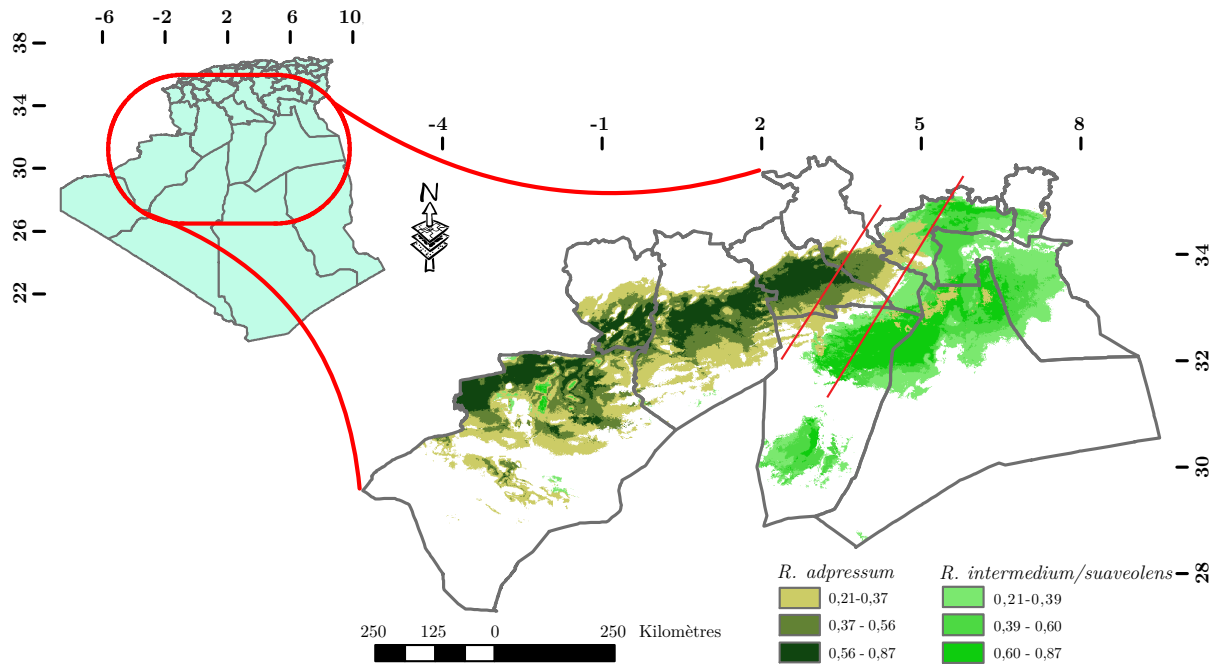 -6 -2 2 6 10
38
34
30
26
22
-4 -1 2 5 8
N
34
32
30
28
R. adpressum R. intermedium/suaveolens
0,21-0,37 0,21-0,39
0,37 - 0,56 0,39 - 0,60
0,56 - 0,87 0,60 - 0,87
250 125 0 250 Kilomètres